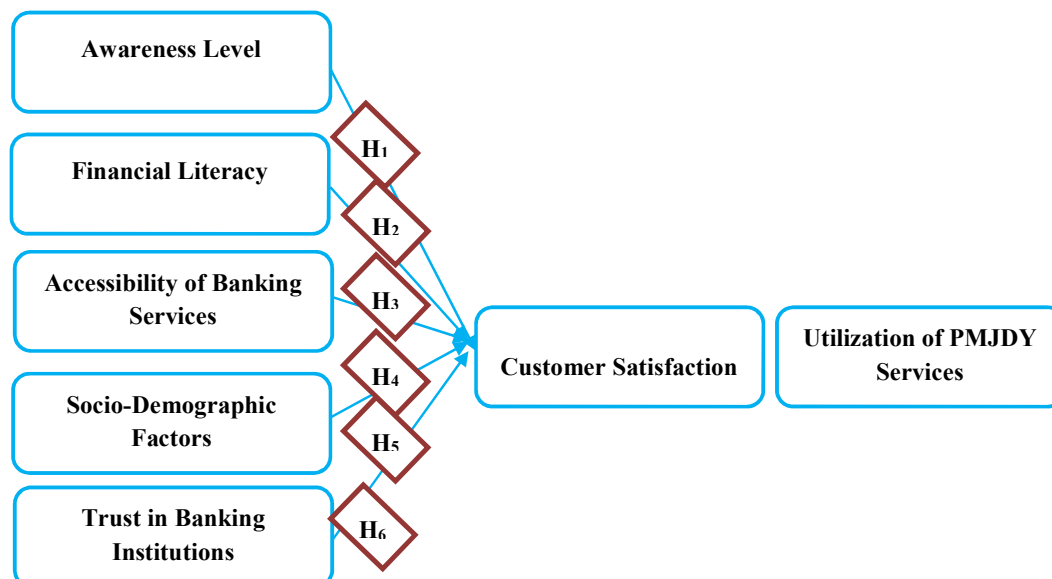 Awareness Level
H1
Financial Literacy
H2
Accessibility of Banking
Services
H3
Customer Satisfaction
Utilization of PMJDY
Services
H4
Socio-Demographic
Factors
H5
Trust in Banking
Institutions
H6